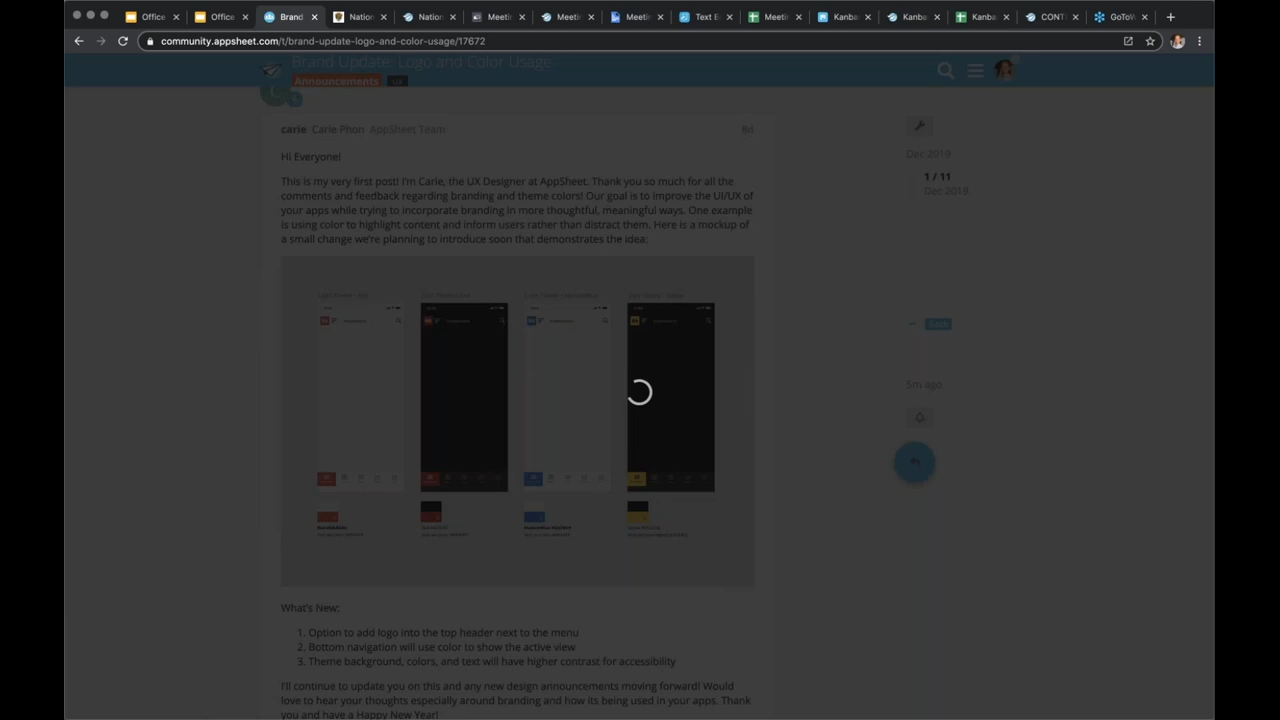 Office
Office
Brand
Nation
Nation
Meetin
Meetin
Meetin
Text E
Meetin
Kanba
Kanba
Kanba
CONT
GoToW
community.appsheet.com/t/brand-update-logo-and-color-usage/17672
Brand Update: Logo and Color Usage
Announcements UX
carie Carie Phon AppSheet Team 8d
Hi Everyone!
This is my very first post! I'm Carie, the UX Designer at AppSheet. Thank you so much for all the
comments and feedback regarding branding and theme colors! Our goal is to improve the UI/UX of
your apps while trying to incorporate branding in more thoughtful, meaningful ways. One example
is using color to highlight content and inform users rather than distract them. Here is a mockup of
a small change we're planning to introduce soon that demonstrates the idea:
What's New:
1. Option to add logo into the top header next to the menu
2. Bottom navigation will use color to show the active view
3. Theme background, colors, and text will have higher contrast for accessibility
I'll continue to update you on this and any new design announcements moving forward! Would
love to hear your thoughts especially around branding and how its being used in your apps. Thank
you and have a Happy New Year!
Dec 2019
1 / 11
Dec 2019
Back
5m ago